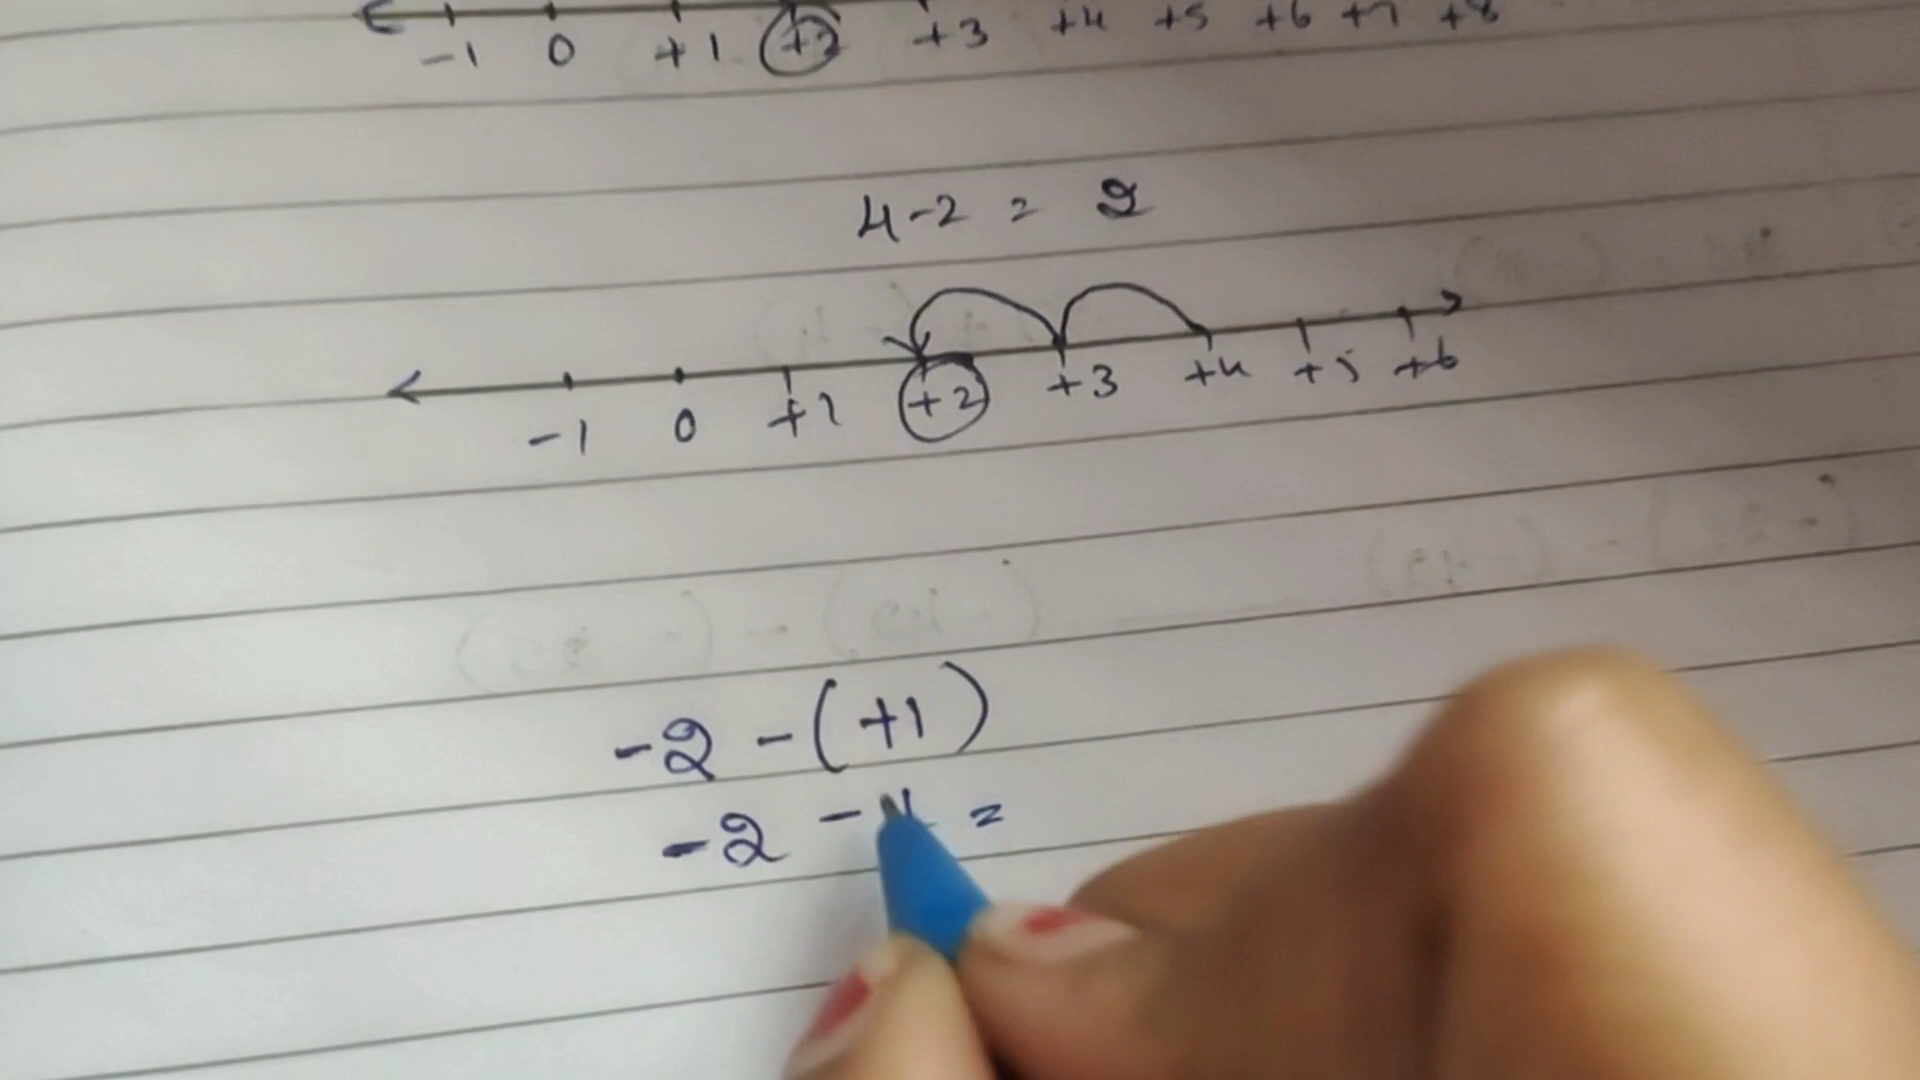 -1 0 +1 +2 +3 +4 +5 +6 +7 +8
4-2 = 2
-1 0 +1 +2 +3 +4 +5 +6
-2 -(+1)
-2 -1 =